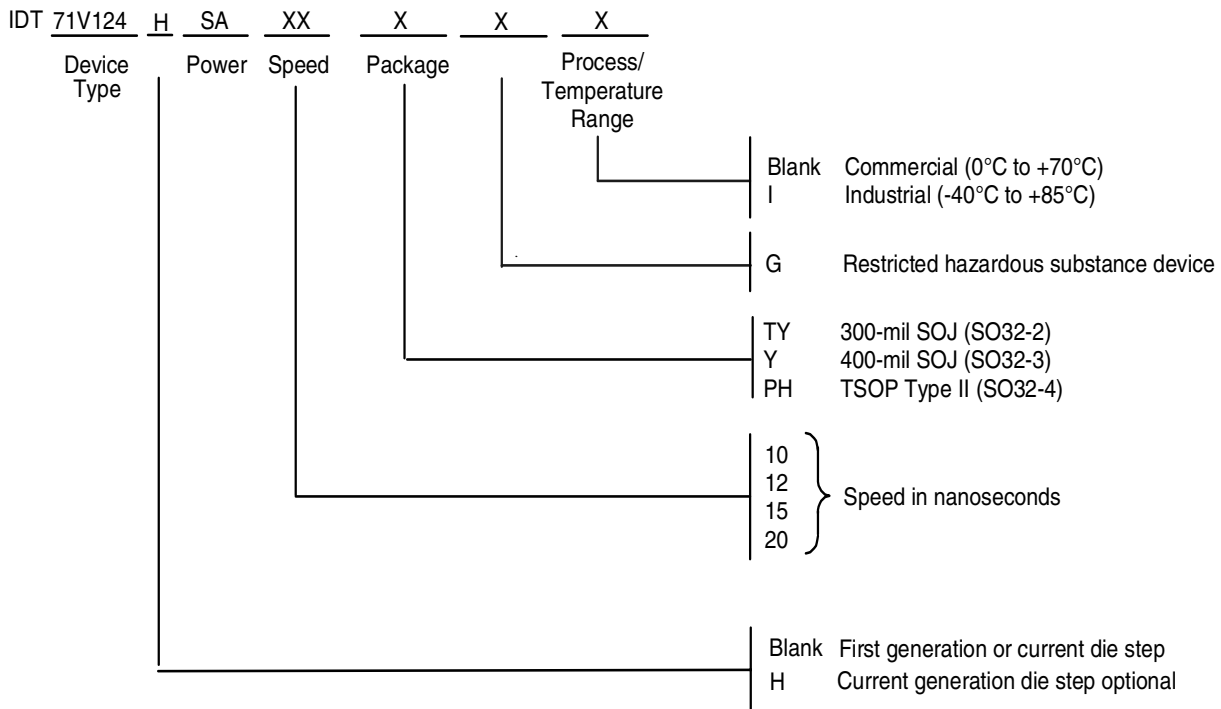 IDT 71V124 H SA XX X X X
Device Type Power Speed Package Process/ Temperature Range
Blank Commercial (0°C to +70°C)
I Industrial (-40°C to +85°C)
G Restricted hazardous substance device
TY 300-mil SOJ (SO32-2)
Y 400-mil SOJ (SO32-3)
PH TSOP Type II (SO32-4)
10
12
15
20
Speed in nanoseconds
Blank First generation or current die step
H Current generation die step optional